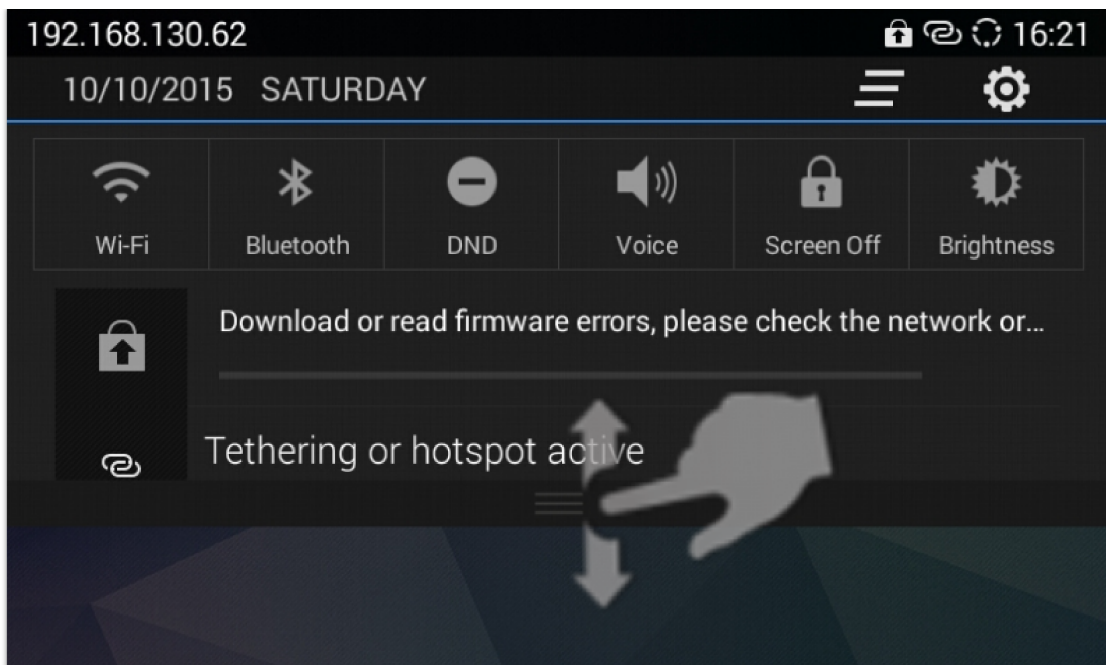 192.168.130.62 16:21
10/10/2015 SATURDAY
Wi-Fi Bluetooth DND Voice Screen Off Brightness
Download or read firmware errors, please check the network or...
Tethering or hotspot active